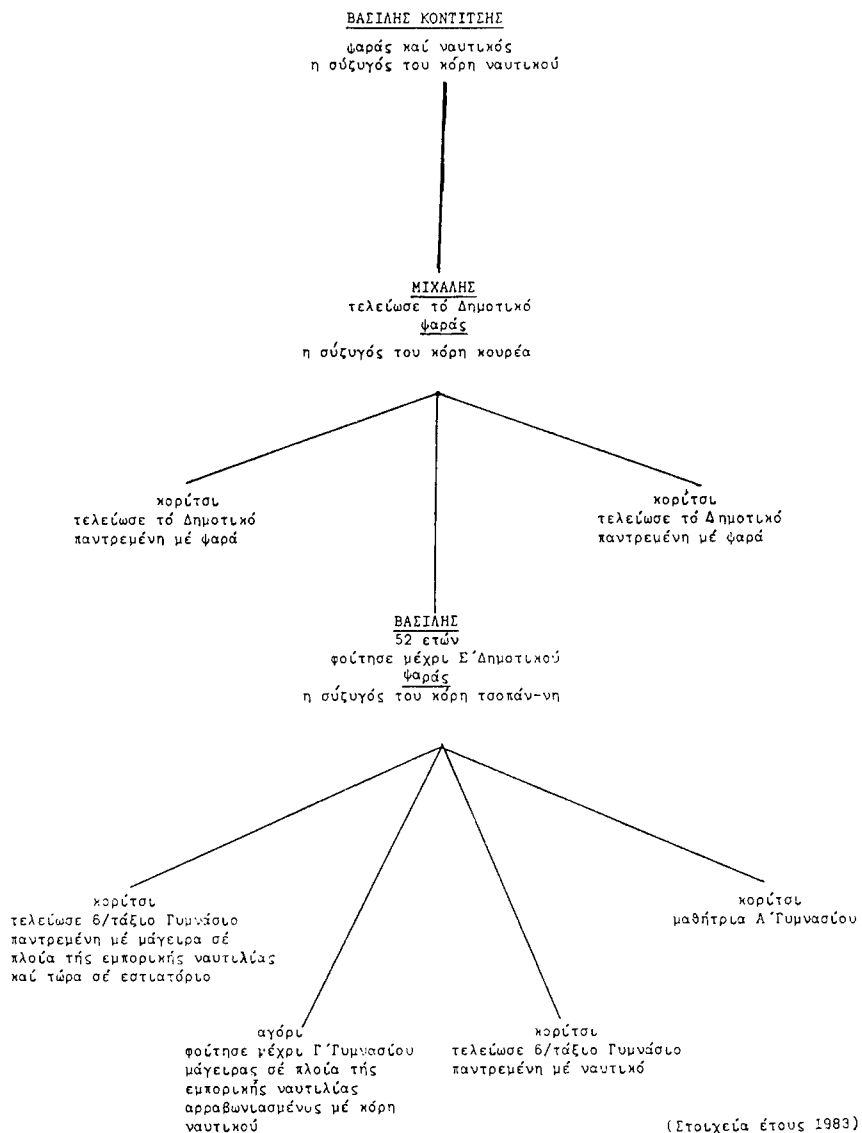 ΒΑΣΙΛΗΣ ΚΟΝΤΙΤΣΗΣ
ψαράς καί ναυτικός
η σύζυγός του κόρη ναυτικού
ΜΙΧΑΛΗΣ
τελείωσε τό Δημοτικό
ψαράς
η σύζυγός του κόρη κουρέα
κορίτσι
τελείωσε τό Δημοτικό
παντρεμένη μέ ψαρά
κορίτσι
τελείωσε τό Δημοτικό
παντρεμένη μέ ψαρά
ΒΑΣΙΛΗΣ
52 ετών
φοίτησε μέχρι Ε΄Δημοτικού
ψαράς
η σύζυγός του κόρη τσοπάν-νη
κορίτσι
τελείωσε 6/τάξιο Γυμνάσιο
παντρεμένη μέ μάγειρα σέ
πλοία τής εμπορικής ναυτιλίας
καί τώρα σέ εστιατόριο
αγόρι
φοίτησε μέχρι Γ΄Γυμνασίου
μάγειρας σέ πλοία τής
εμπορικής ναυτιλίας
αρραβωνιασμένος μέ κόρη
ναυτικού
κορίτσι
τελείωσε 6/τάξιο Γυμνάσιο
παντρεμένη μέ ναυτικό
κορίτσι
μαθήτρια Α΄Γυμνασίου
(Στοιχεία έτους 1983)